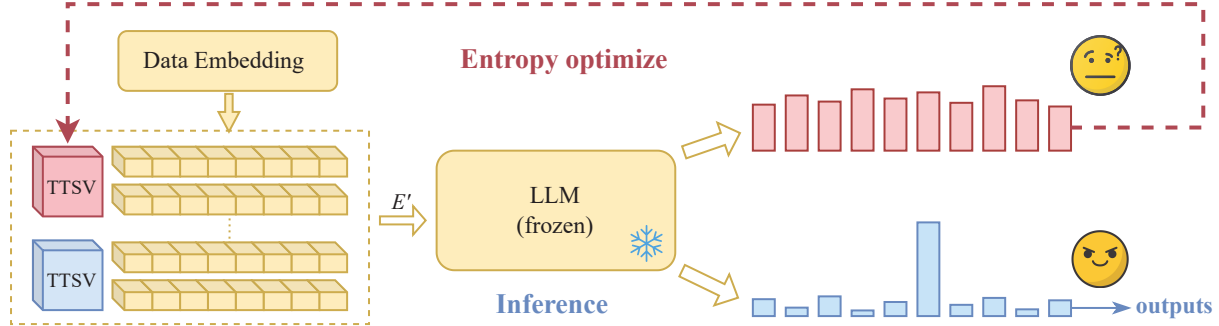 Data Embedding
Entropy optimize
?
TTSV
E′
LLM
(frozen)
TTSV
Inference
outputs